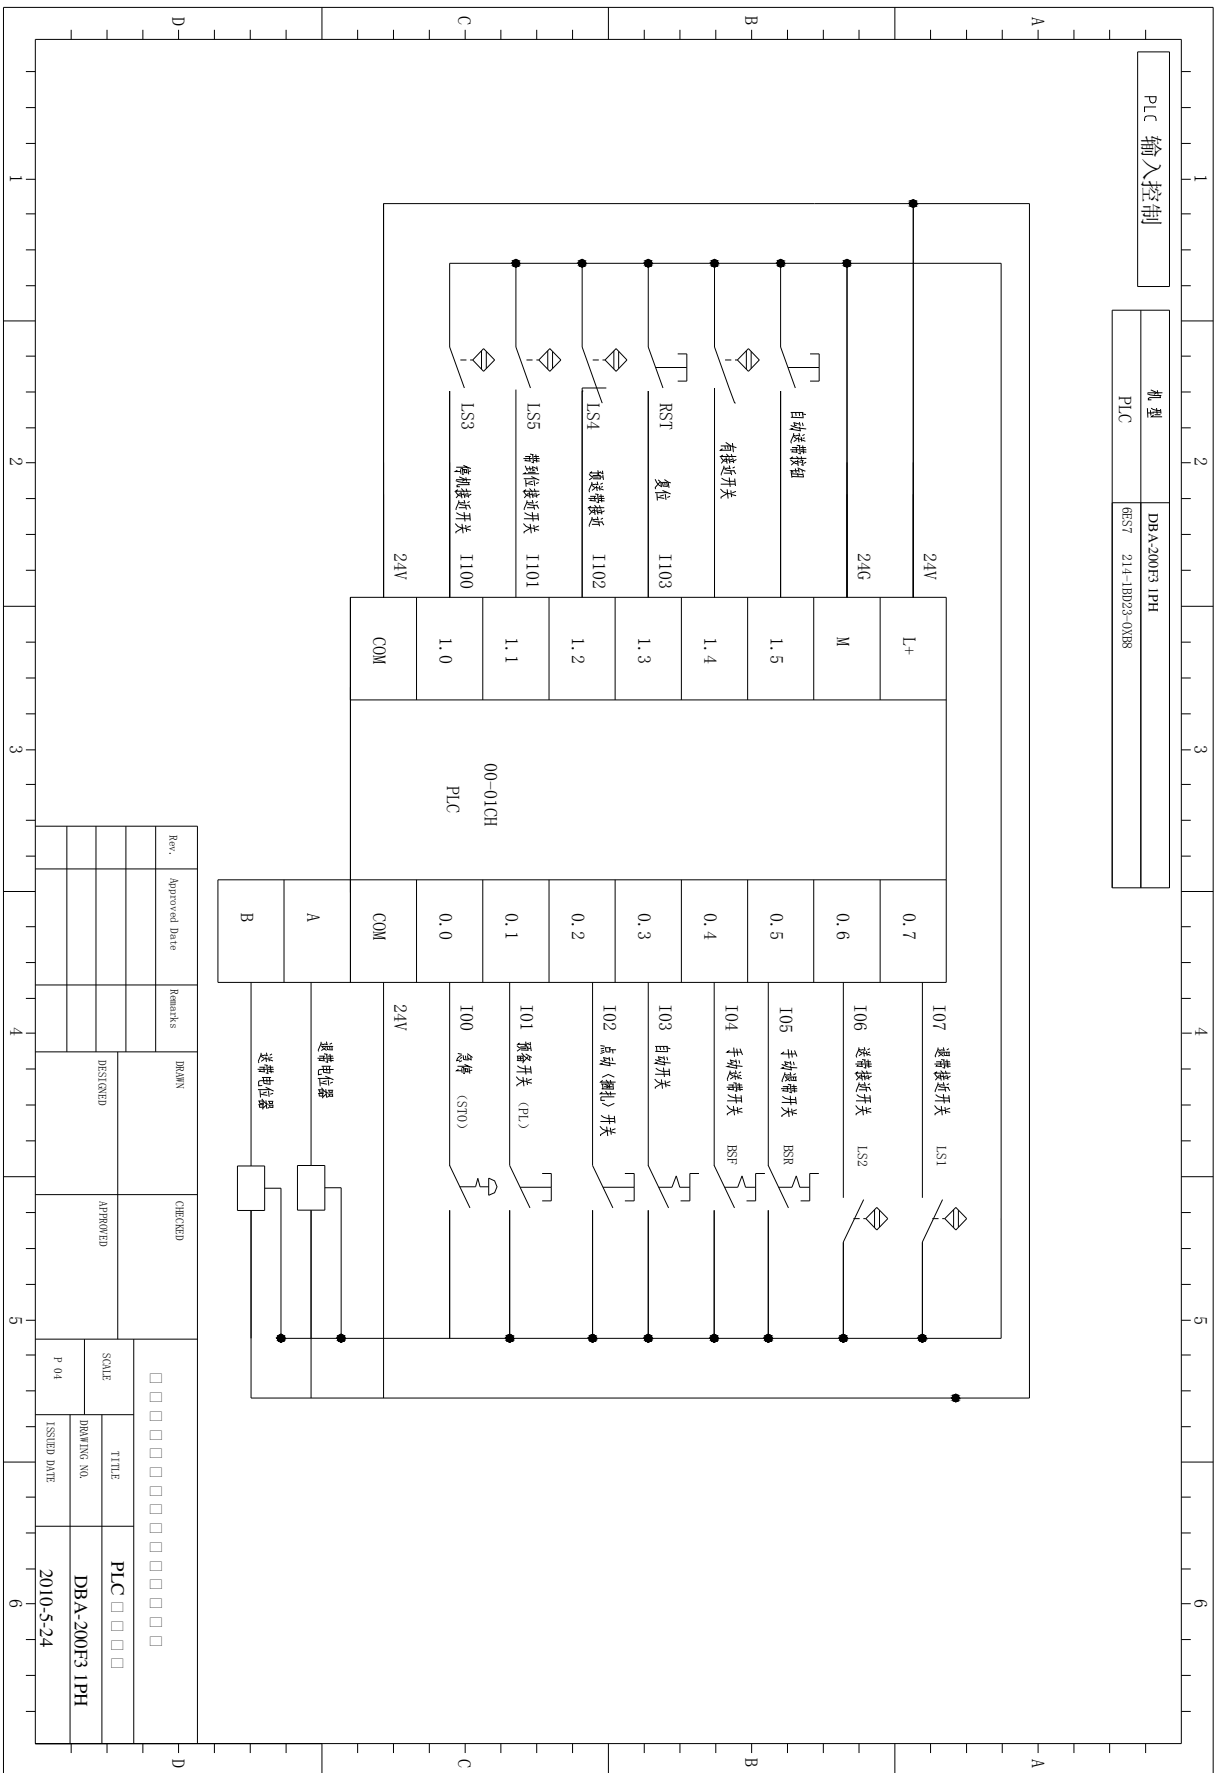 PLC 输入控制
机型 DBA-200F3 1PH
PLC 6ES7 214-1BD23-0XB8
A
B
C
D
1
2
3
4
5
6
24V
24G
自动送带按钮
有接近开关
RST 复位 I103
LS4 预送带接近 I102
LS5 带到位接近开关 I101
LS3 停机接近开关 I100
24V
L+
M
1.5
1.4
1.3
1.2
1.1
1.0
COM
00-01CH
PLC
0.7
0.6
0.5
0.4
0.3
0.2
0.1
0.0
COM
A
B
I07 退带接近开关 LS1
I06 送带接近开关 LS2
I05 手动退带开关 BSR
I04 手动送带开关 BSF
I03 自动开关
I02 点动（捆扎）开关
I01 预备开关 (PL)
I00 急停 (STO)
24V
退带电位器
送带电位器
Rev. Approved Date Remarks
DRAWN CHECKED
DESIGNED APPROVED
□□□□□□□□□□□□□□□
SCALE TITLE PLC □□□□
DRAWING NO. DBA-200F3 1PH
P 04 ISSUED DATE 2010-5-24
A
B
C
D
1
2
3
4
5
6